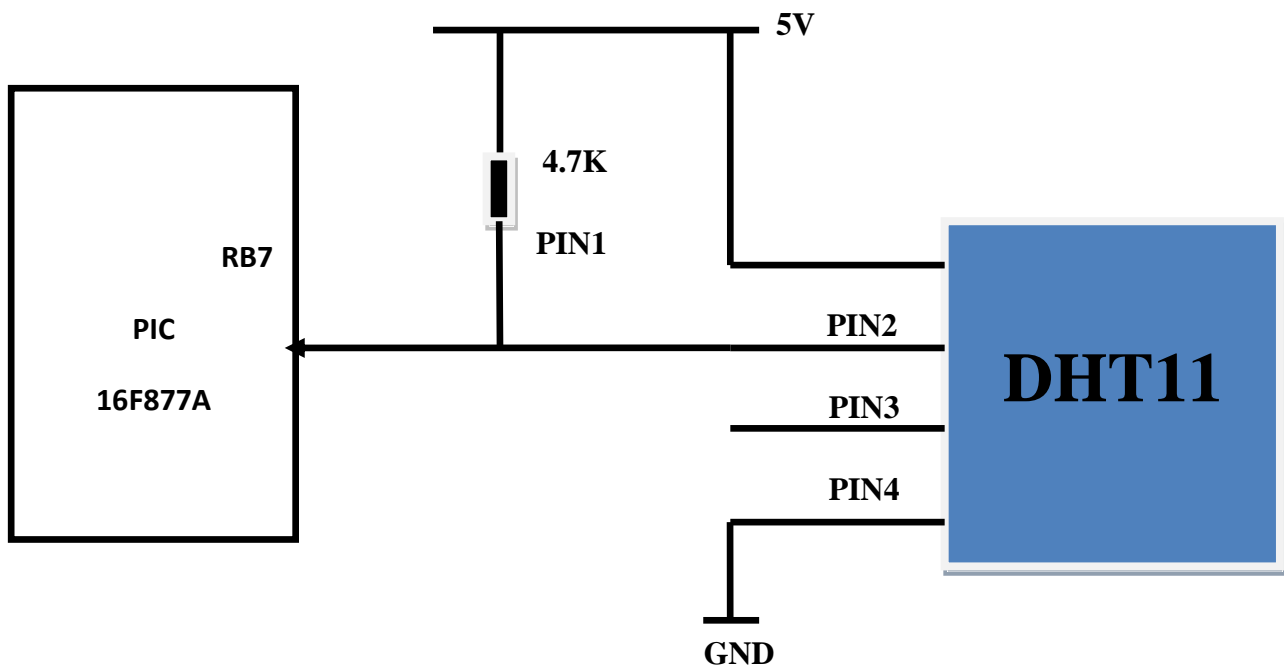 5V
4.7K
PIN1
RB7
PIN2
PIC
DHT11
16F877A
PIN3
PIN4
GND